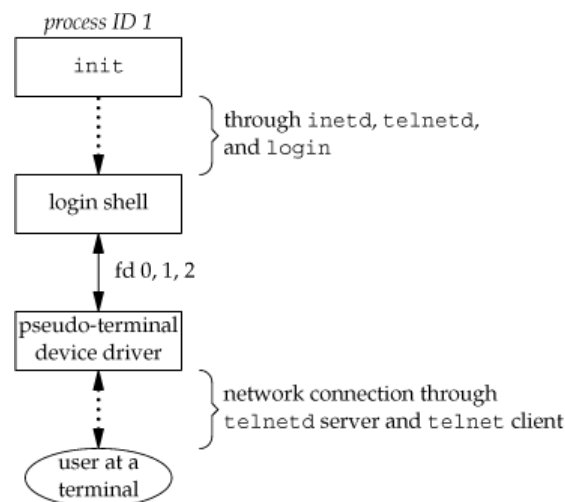 process ID 1
init
through inetd, telnetd,
and login
login shell
fd 0, 1, 2
pseudo-terminal
device driver
network connection through
telnetd server and telnet client
user at a
terminal